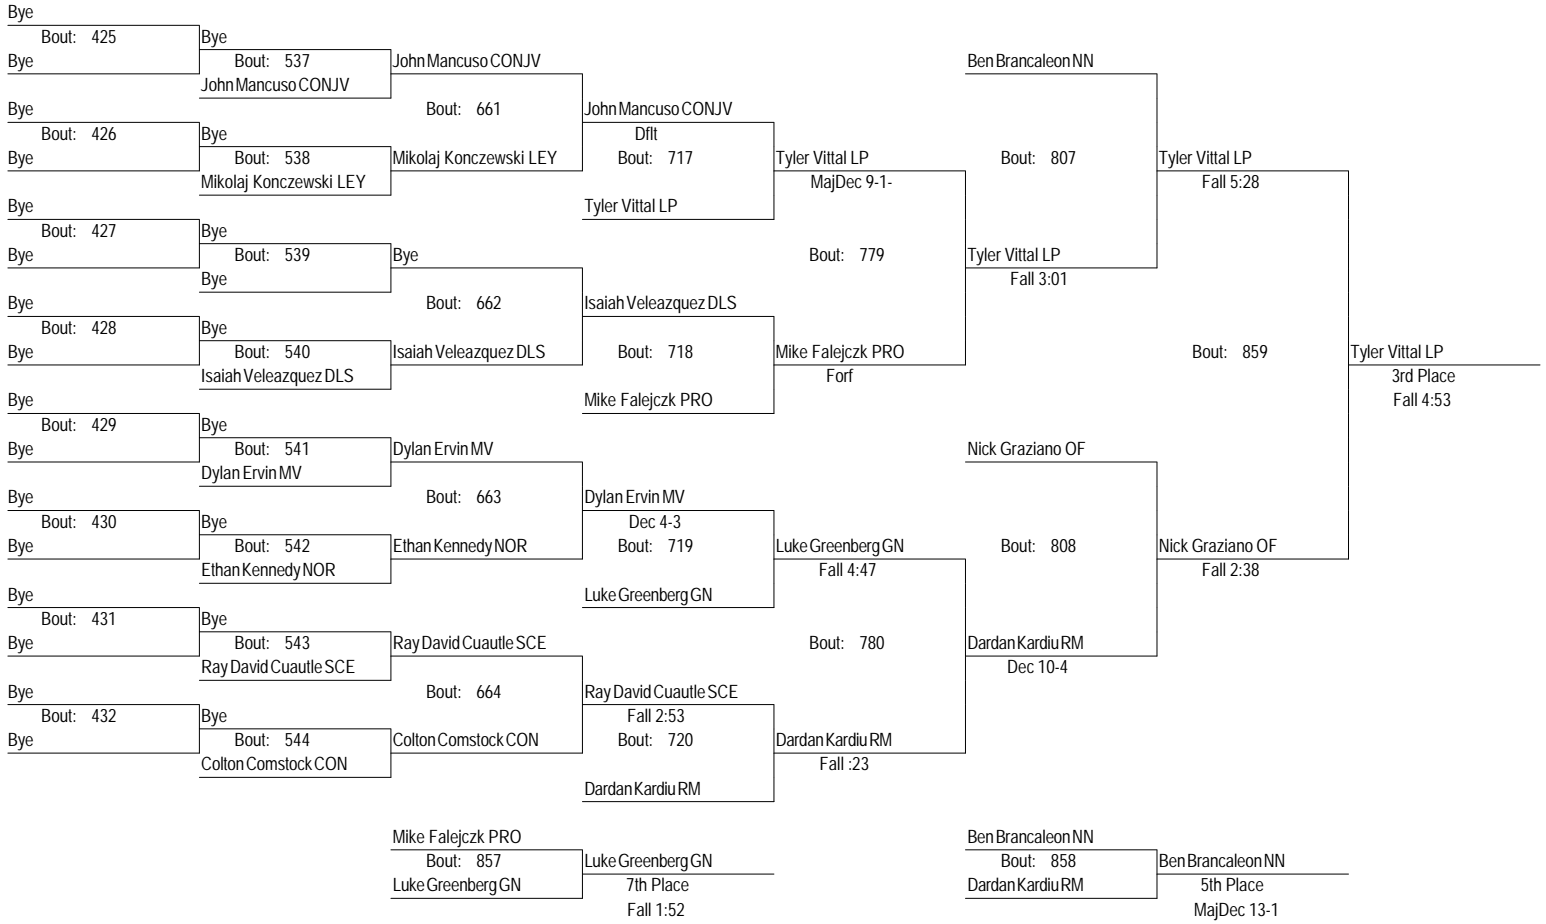 Bye
Bout: 425
Bye
Bye
Bout: 537
John Mancuso CONJV
John Mancuso CONJV
Bye
Bout: 426
Bye
Bye
Bout: 538
Mikolaj Konczewski LEY
Bout: 661
Mikolaj Konczewski LEY
John Mancuso CONJV
Dflt
Bout: 717
Tyler Vittal LP
Tyler Vittal LP
MajDec 9-1-
Bye
Bout: 427
Bye
Bye
Bout: 539
Bye
Bye
Bye
Bout: 428
Bye
Bye
Bout: 540
Isaiah Veleazquez DLS
Bout: 662
Isaiah Veleazquez DLS
Isaiah Veleazquez DLS
Bout: 718
Mike Falejczk PRO
Bout: 779
Mike Falejczk PRO
Forf
Ben Brancaleon NN
Bout: 807
Tyler Vittal LP
Fall 3:01
Tyler Vittal LP
Fall 5:28
Bye
Bout: 429
Bye
Bye
Bout: 541
Dylan Ervin MV
Dylan Ervin MV
Bye
Bout: 430
Bye
Bye
Bout: 542
Ethan Kennedy NOR
Bout: 663
Ethan Kennedy NOR
Dylan Ervin MV
Dec 4-3
Bout: 719
Luke Greenberg GN
Luke Greenberg GN
Fall 4:47
Bye
Bout: 431
Bye
Bye
Bout: 543
Ray David Cuautle SCE
Ray David Cuautle SCE
Bye
Bout: 432
Bye
Bye
Bout: 544
Colton Comstock CON
Bout: 664
Colton Comstock CON
Ray David Cuautle SCE
Fall 2:53
Bout: 720
Dardan Kardiu RM
Bout: 780
Dardan Kardiu RM
Fall :23
Nick Graziano OF
Bout: 808
Dardan Kardiu RM
Dec 10-4
Nick Graziano OF
Fall 2:38
Bout: 859
Tyler Vittal LP
3rd Place
Fall 4:53
Mike Falejczk PRO
Bout: 857
Luke Greenberg GN
Luke Greenberg GN
7th Place
Fall 1:52
Ben Brancaleon NN
Bout: 858
Dardan Kardiu RM
Ben Brancaleon NN
5th Place
MajDec 13-1